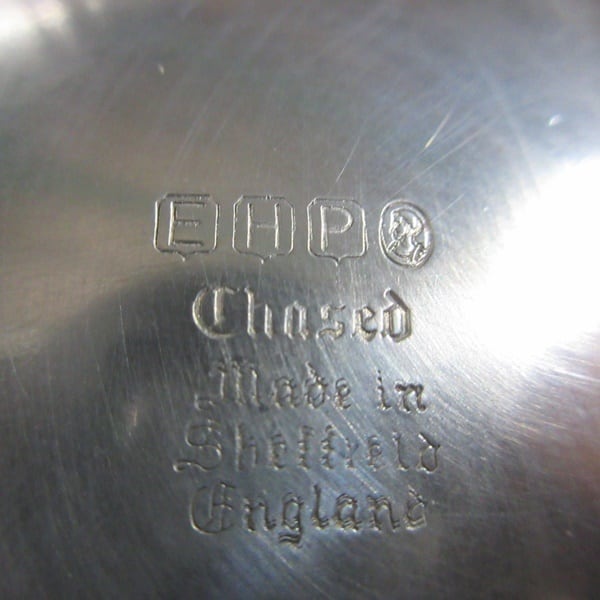 E H P
Chased
Made in
Sheffield
England